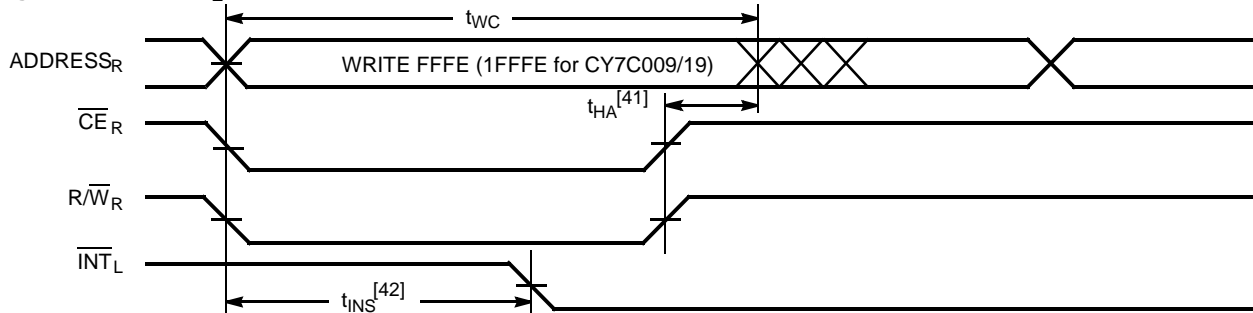 tWC
ADDRESSR
WRITE FFFE (1FFFE for CY7C009/19)
tHA[41]
CER
R/WR
INTL
tINS[42]